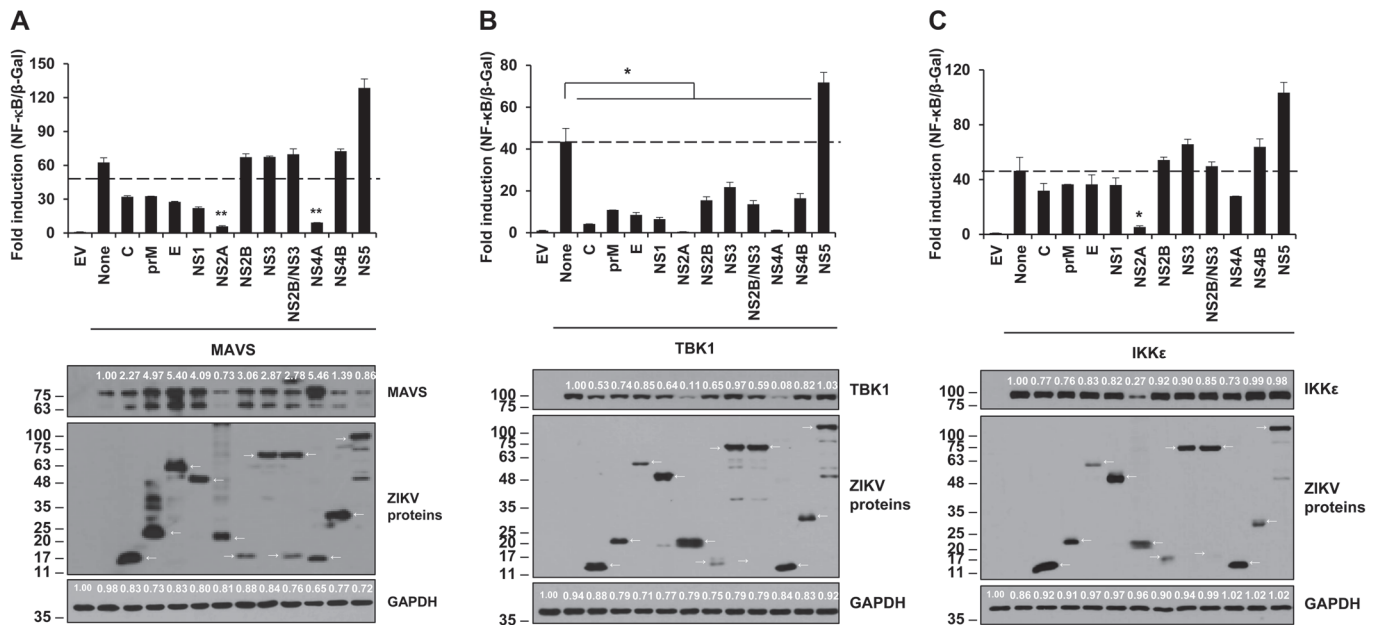 A
Fold induction (NF-κB/β-Gal)
150
120
90
60
30
0
**
**
EV
None
C
prM
E
NS1
NS2A
NS2B
NS3
NS2B/NS3
NS4A
NS4B
NS5
MAVS
1.00 2.27 4.97 5.40 4.09 0.73 3.06 2.87 2.78 5.46 1.39 0.86
75
63
MAVS
100
75
63
48
35
25
20
17
11
ZIKV
proteins
1.00 0.98 0.83 0.73 0.83 0.80 0.81 0.88 0.84 0.76 0.65 0.77 0.72
35
GAPDH
B
Fold induction (NF-κB/β-Gal)
80
60
40
20
0
*
EV
None
C
prM
E
NS1
NS2A
NS2B
NS3
NS2B/NS3
NS4A
NS4B
NS5
TBK1
1.00 0.53 0.74 0.85 0.64 0.11 0.65 0.97 0.59 0.08 0.82 1.03
100
75
TBK1
100
75
63
48
35
25
20
17
11
ZIKV
proteins
1.00 0.94 0.88 0.79 0.71 0.77 0.79 0.75 0.79 0.79 0.84 0.83 0.92
35
GAPDH
C
Fold induction (NF-κB/β-Gal)
120
80
40
0
*
EV
None
C
prM
E
NS1
NS2A
NS2B
NS3
NS2B/NS3
NS4A
NS4B
NS5
IKKε
1.00 0.77 0.76 0.83 0.82 0.27 0.92 0.90 0.85 0.73 0.99 0.98
100
75
IKKε
100
75
63
48
35
25
20
17
11
ZIKV
proteins
1.00 0.86 0.92 0.91 0.97 0.97 0.96 0.90 0.94 0.99 1.02 1.02 1.02
35
GAPDH